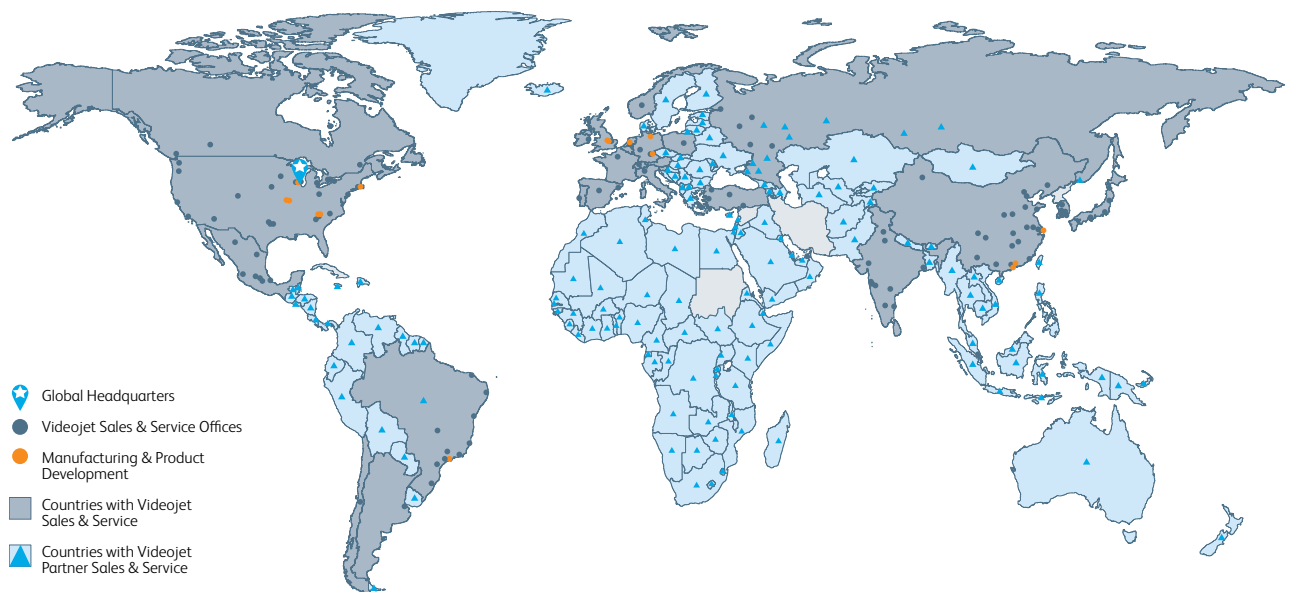 Global Headquarters
Videojet Sales & Service Offices
Manufacturing & Product
Development
Countries with Videojet
Sales & Service
Countries with Videojet
Partner Sales & Service